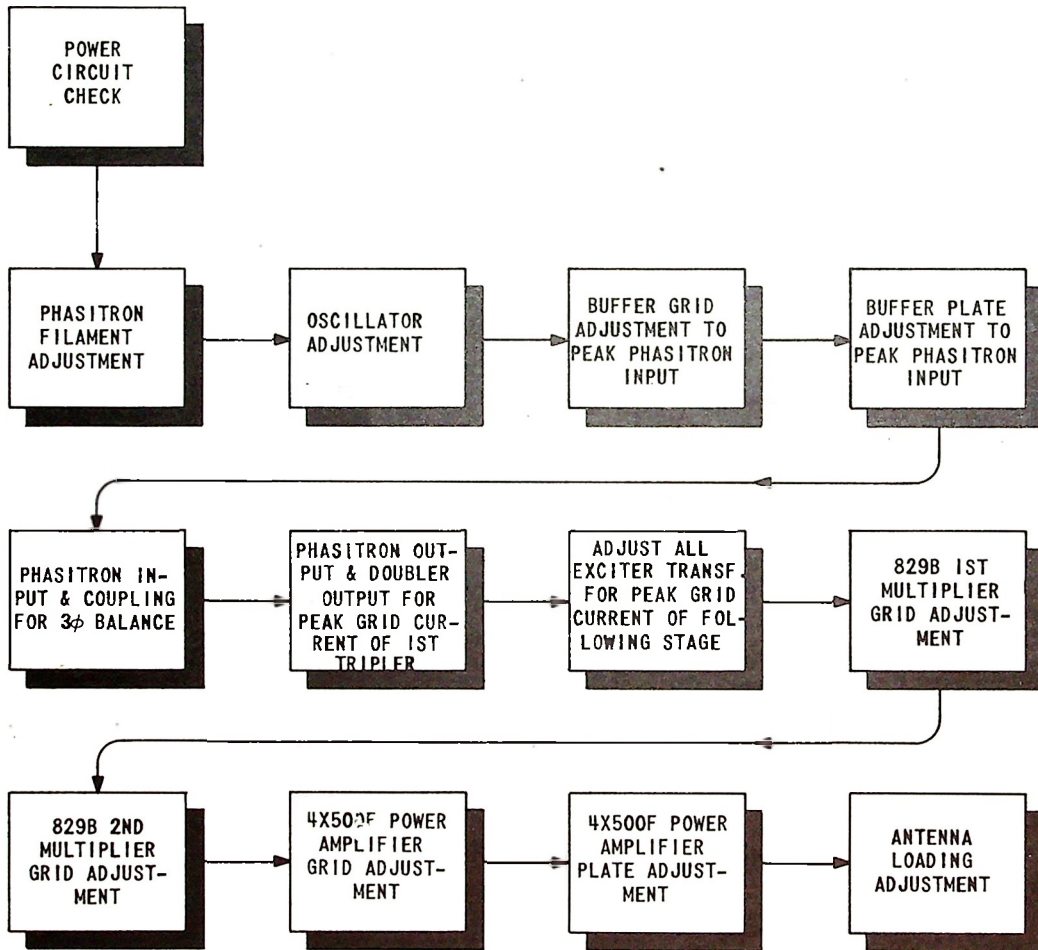 POWER
CIRCUIT
CHECK
PHASITRON
FILAMENT
ADJUSTMENT
OSCILLATOR
ADJUSTMENT
BUFFER GRID
ADJUSTMENT TO
PEAK PHASITRON
INPUT
BUFFER PLATE
ADJUSTMENT TO
PEAK PHASITRON
INPUT
PHASITRON IN-
PUT & COUPLING
FOR 3ϕ BALANCE
PHASITRON OUT-
PUT & DOUBLER
OUTPUT FOR
PEAK GRID CUR-
RENT OF IST
TRIPLER
ADJUST ALL
EXCITER TRANSF.
FOR PEAK GRID
CURRENT OF FOL-
LOWING STAGE
829B IST
MULTIPLIER
GRID ADJUST-
MENT
829B 2ND
MULTIPLIER
GRID ADJUST-
MENT
4X500F POWER
AMPLIFIER
GRID ADJUST-
MENT
4X500F POWER
AMPLIFIER
PLATE ADJUST-
MENT
ANTENNA
LOADING
ADJUSTMENT